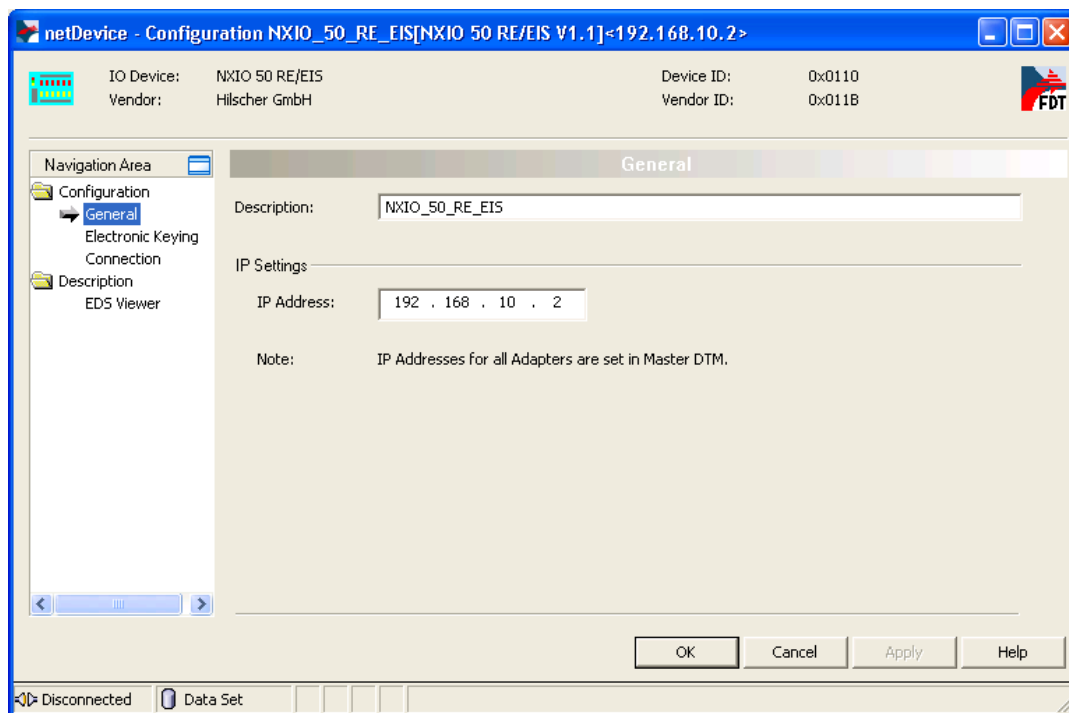 netDevice - Configuration NXIO_50_RE_EIS[NXIO 50 RE/EIS V1.1]<192.168.10.2>
IO Device: NXIO 50 RE/EIS Device ID: 0x0110
Vendor: Hilscher GmbH Vendor ID: 0x011B
FDT
Navigation Area
General
Configuration
General
Electronic Keying
Connection
Description
EDS Viewer
Description: NXIO_50_RE_EIS
IP Settings
IP Address: 192 . 168 . 10 . 2
Note: IP Addresses for all Adapters are set in Master DTM.
OK Cancel Apply Help
Disconnected Data Set